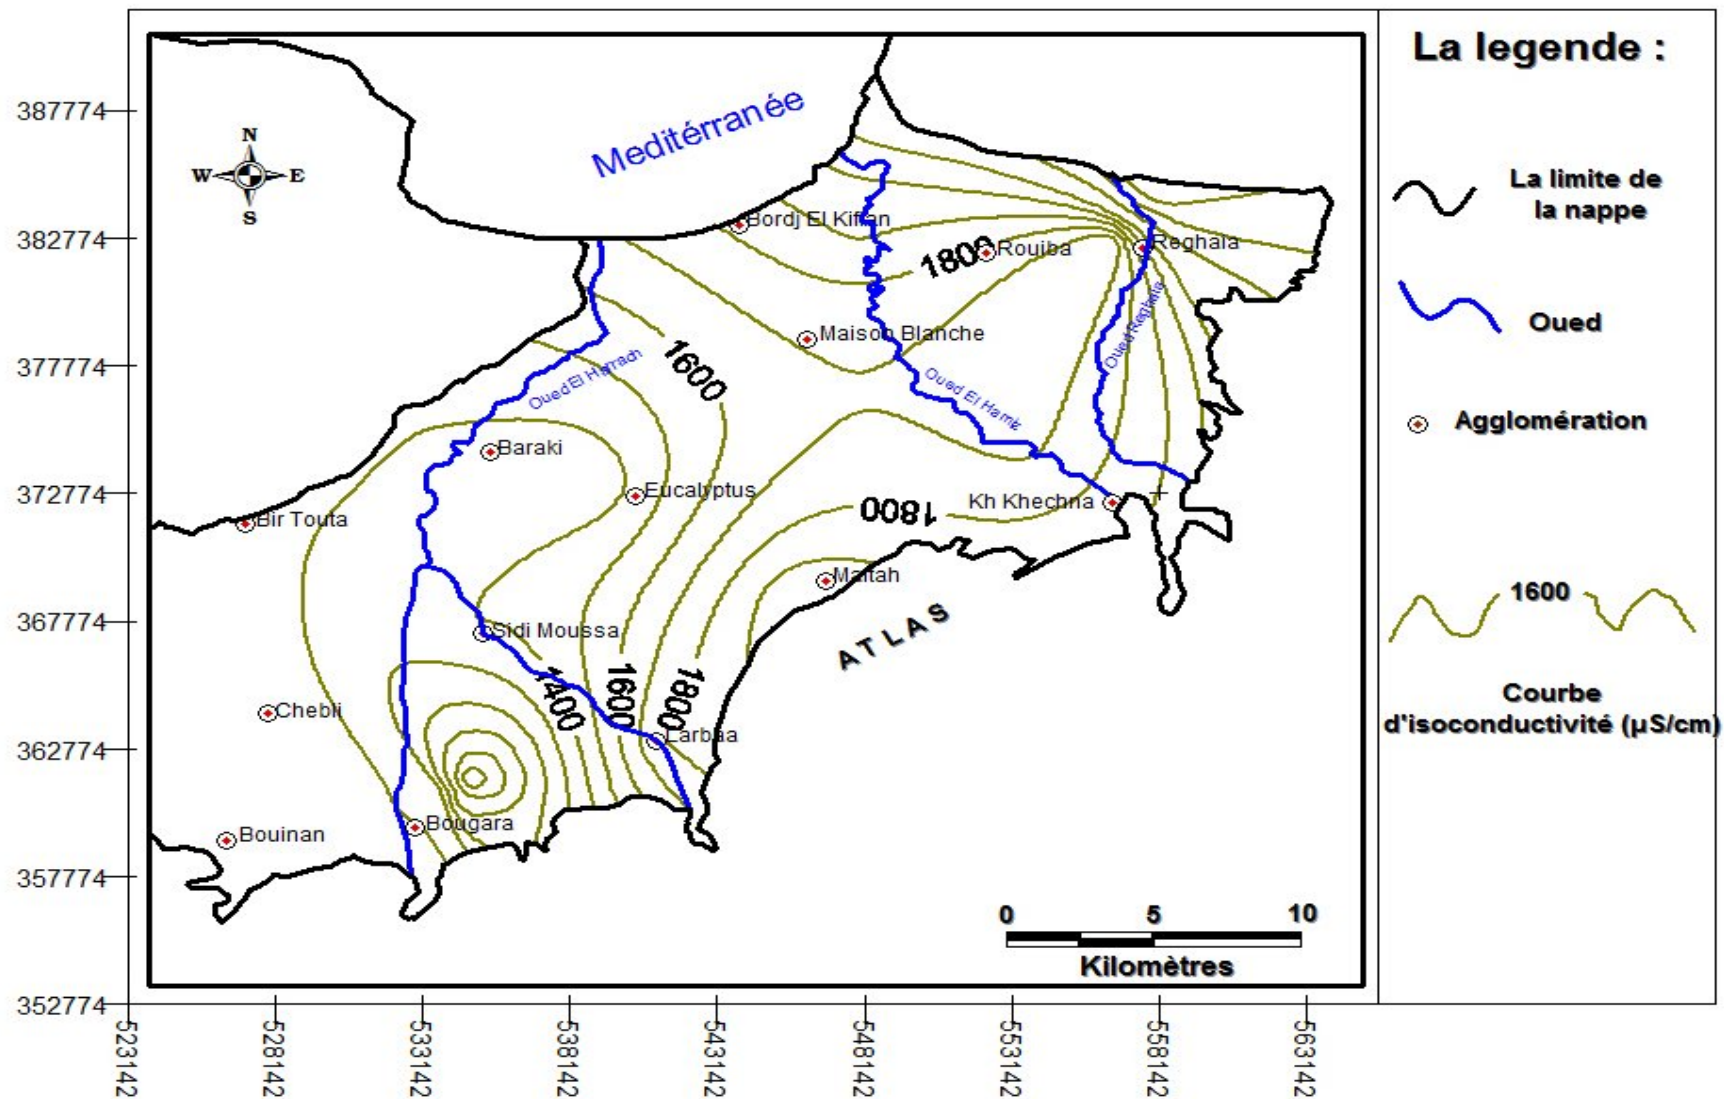 La legende :
387774
382774
377774
372774
367774
362774
357774
352774
N
W
E
S
Meditérranée
Bordj El Kiffan
1800
Rouiba
Reghaia
Oued Reghaia
Maison Blanche
1600
Oued El Harrach
Oued El Hamiz
Baraki
Eucalyptus
Kh Khechna
1800
Bir Touta
Maftah
Sidi Moussa
ATLAS
1400
1600
1800
Chebli
Larbaa
Bougara
Bouinan
0 5 10
Kilomètres
523142
528142
533142
538142
543142
548142
553142
558142
563142
La limite de
la nappe
Oued
Agglomération
1600
Courbe
d'isoconductivité (µS/cm)